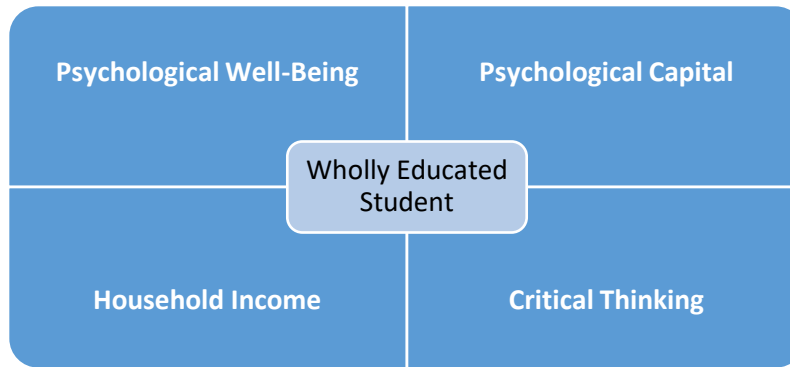 Psychological Well-Being
Psychological Capital
Wholly Educated
Student
Household Income
Critical Thinking